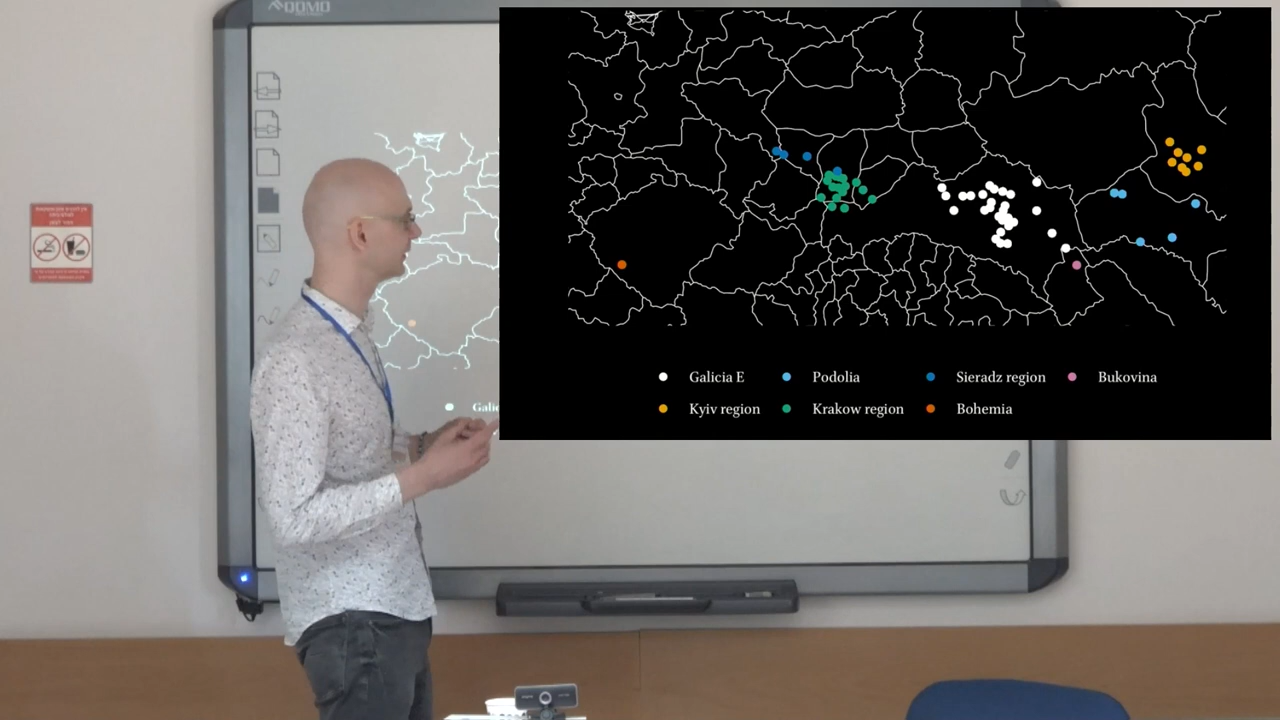 Galicia E
Podolia
Sieradz region
Bukovina
Kyiv region
Krakow region
Bohemia